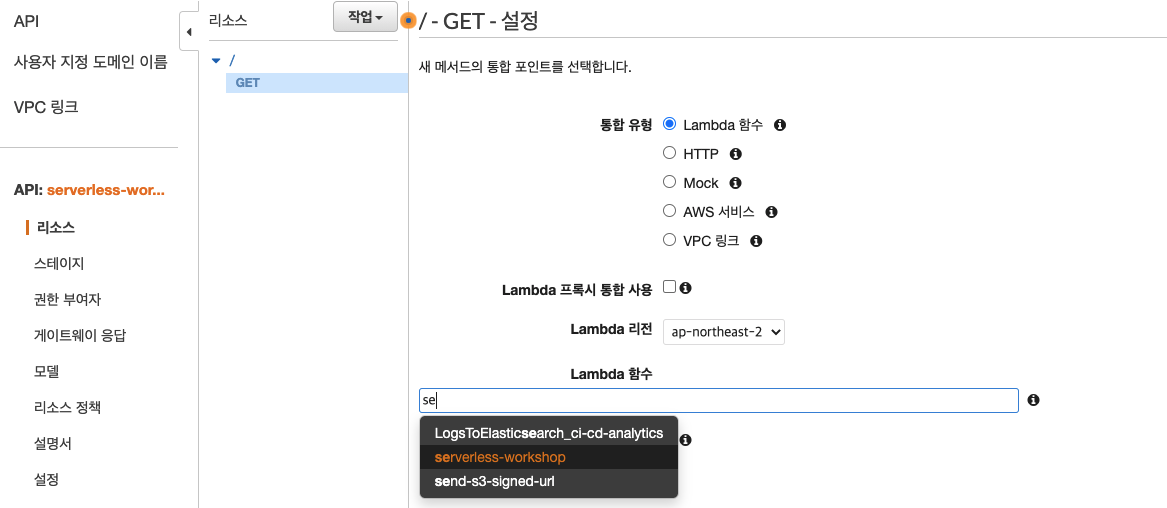 API
사용자 지정 도메인 이름
VPC 링크
API: serverless-wor...
리소스
스테이지
권한 부여자
게이트웨이 응답
모델
리소스 정책
설명서
설정
리소스
작업
/
GET
/ - GET - 설정
새 메서드의 통합 포인트를 선택합니다.
통합 유형
Lambda 함수
HTTP
Mock
AWS 서비스
VPC 링크
Lambda 프록시 통합 사용
Lambda 리전
ap-northeast-2
Lambda 함수
se
LogsToElasticsearch_ci-cd-analytics
serverless-workshop
send-s3-signed-url